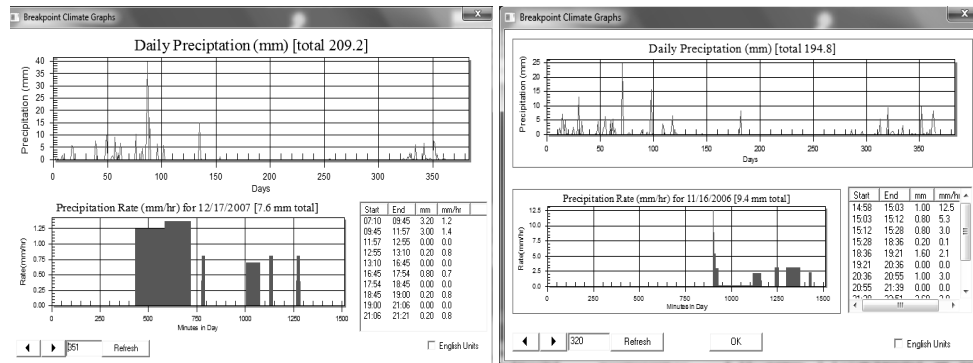 Breakpoint Climate Graphs
X
Daily Preciptation (mm) [total 209.2]
Precipitation (mm)
40
35
30
25
20
15
10
5
0
0 50 100 150 200 250 300 350
Days
Precipitation Rate (mm/hr) for 12/17/2007 [7.6 mm total]
Rate(mm/hr)
1.25
1.00
0.75
0.50
0.25
0.00
0 500 1000 1500
Minutes in Day
Start End mm mm/hr
07:10 09:45 3.20 1.2
09:45 11:57 3.00 1.4
11:57 12:55 0.00 0.0
12:55 13:10 0.20 0.8
13:10 16:45 0.00 0.0
16:45 17:54 0.80 0.7
17:54 18:45 0.00 0.0
18:45 19:00 0.20 0.8
19:00 21:06 0.00 0.0
21:06 21:21 0.20 0.8
351
Refresh
English Units
Breakpoint Climate Graphs
X
Daily Preciptation (mm) [total 194.8]
Precipitation (mm)
25
20
15
10
5
0
0 50 100 150 200 250 300 350
Days
Precipitation Rate (mm/hr) for 11/16/2006 [9.4 mm total]
Rate(mm/hr)
12.5
10.0
7.5
5.0
2.5
0.0
0 500 1000 1500
Minutes in Day
Start End mm mm/hr
14:58 15:03 1.00 12.5
15:03 15:12 0.80 5.3
15:12 15:28 0.80 3.0
15:28 18:36 0.20 0.1
18:36 19:21 1.60 2.1
19:21 20:36 0.00 0.0
20:36 20:55 1.00 3.0
20:55 21:39 0.00 0.0
320
Refresh
OK
English Units